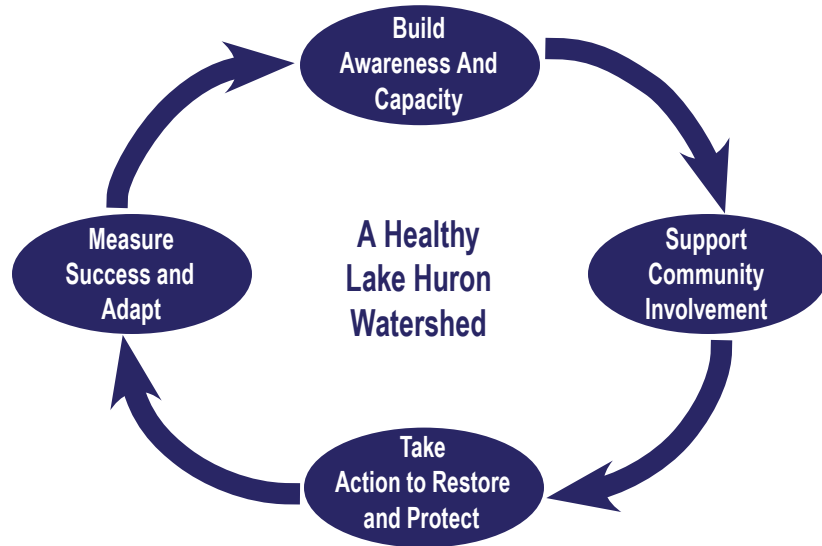 Build
Awareness And
Capacity
Support
Community
Involvement
Take
Action to Restore
and Protect
Measure
Success and
Adapt
A Healthy
Lake Huron
Watershed